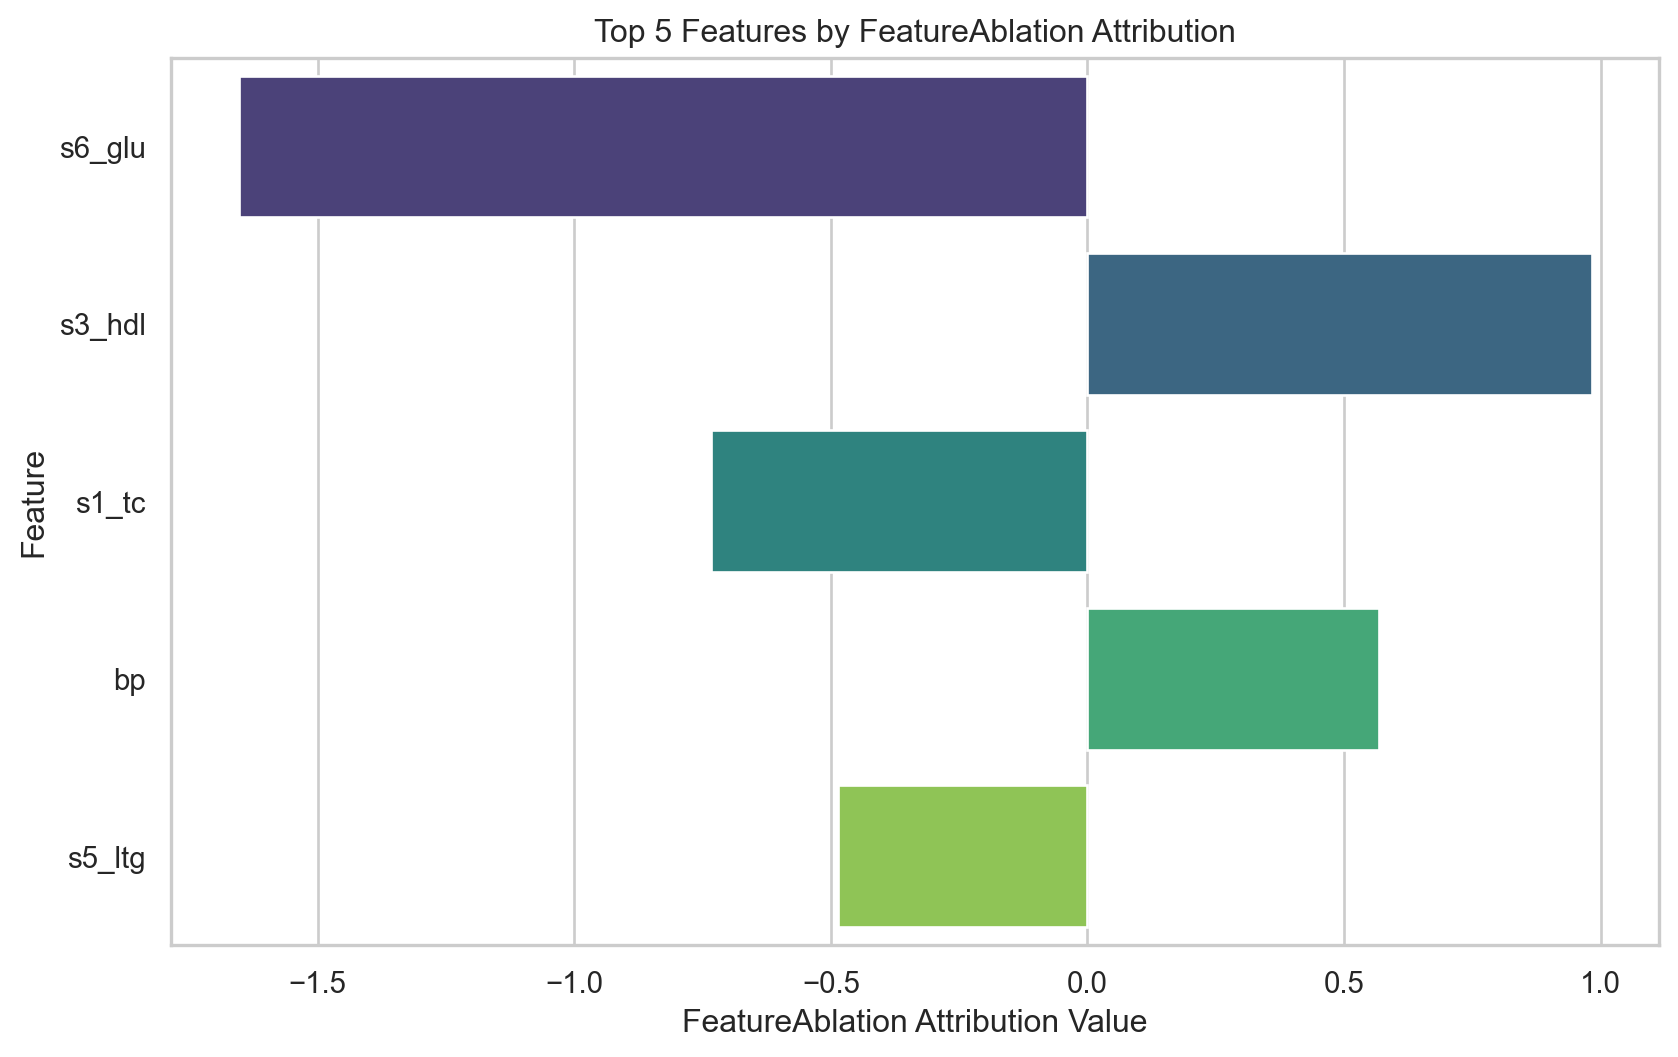 Top 5 Features by FeatureAblation Attribution
Feature
s6_glu
s3_hdl
s1_tc
bp
s5_ltg
−1.5 −1.0 −0.5 0.0 0.5 1.0
FeatureAblation Attribution Value